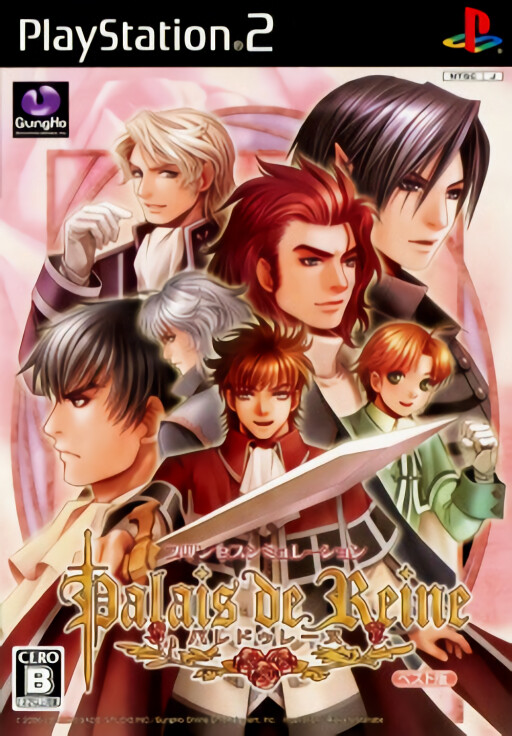 PlayStation.2
NTSC J
GungHo
プリンセスシミュレーション
Palais de Reine
パレドゥレーヌ
CERO
B
ベスト版